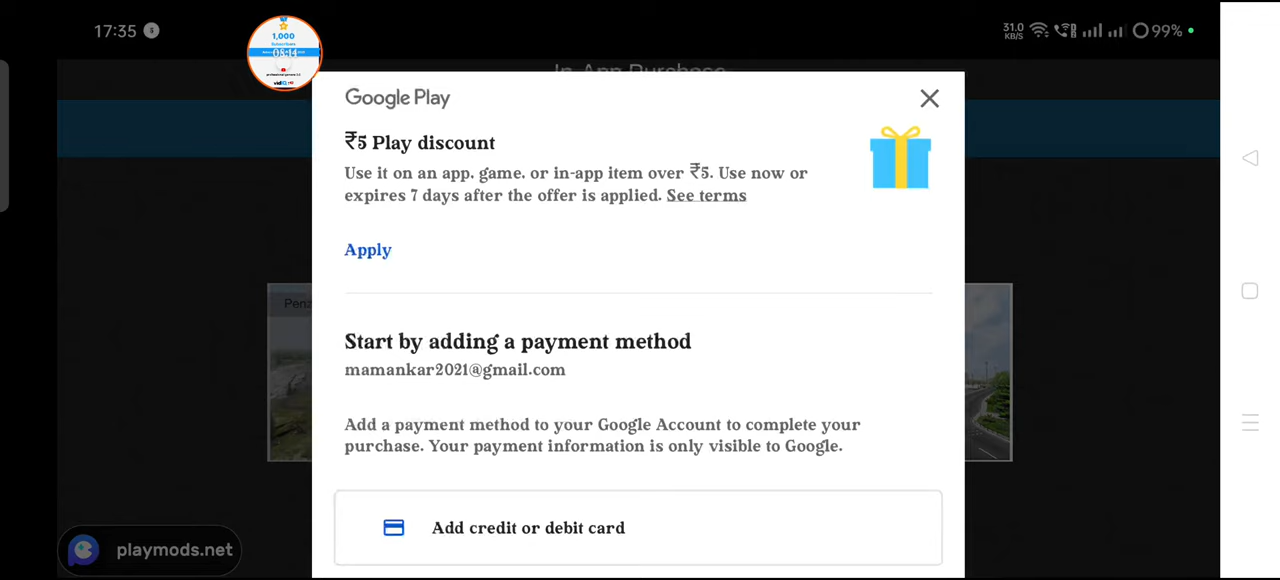 17:35
31.0
KB/S
99%
1,000
Subscribers
05:14
In-App Purchase
Google Play
₹5 Play discount
Use it on an app, game, or in-app item over ₹5. Use now or
expires 7 days after the offer is applied. See terms
Apply
Start by adding a payment method
mamankar2021@gmail.com
Add a payment method to your Google Account to complete your
purchase. Your payment information is only visible to Google.
Add credit or debit card
playmods.net